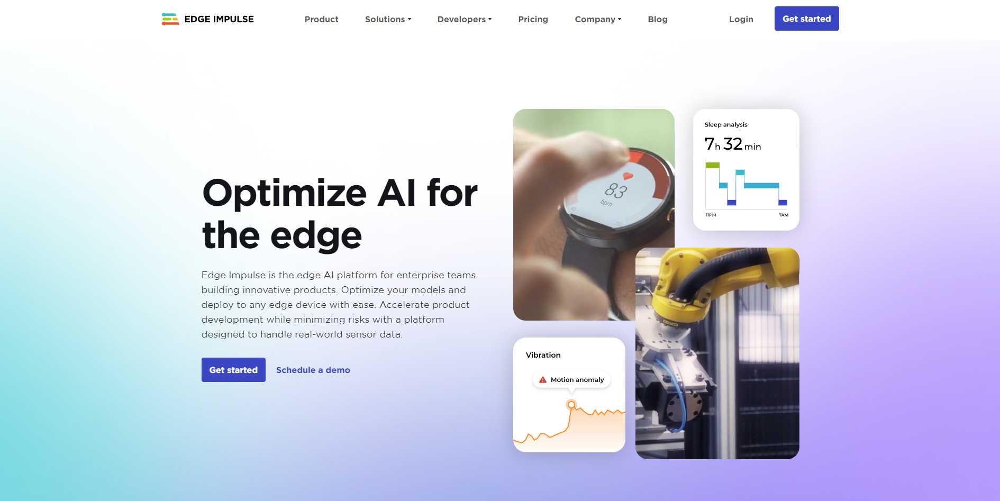 EDGE IMPULSE
Product
Solutions
Developers
Pricing
Company
Blog
Login
Get started
Optimize AI for
the edge
Edge Impulse is the edge AI platform for enterprise teams
building innovative products. Optimize your models and
deploy to any edge device with ease. Accelerate product
development while minimizing risks with a platform
designed to handle real-world sensor data.
Get started
Schedule a demo
83
bpm
Sleep analysis
7h 32min
11PM
7AM
Vibration
Motion anomaly